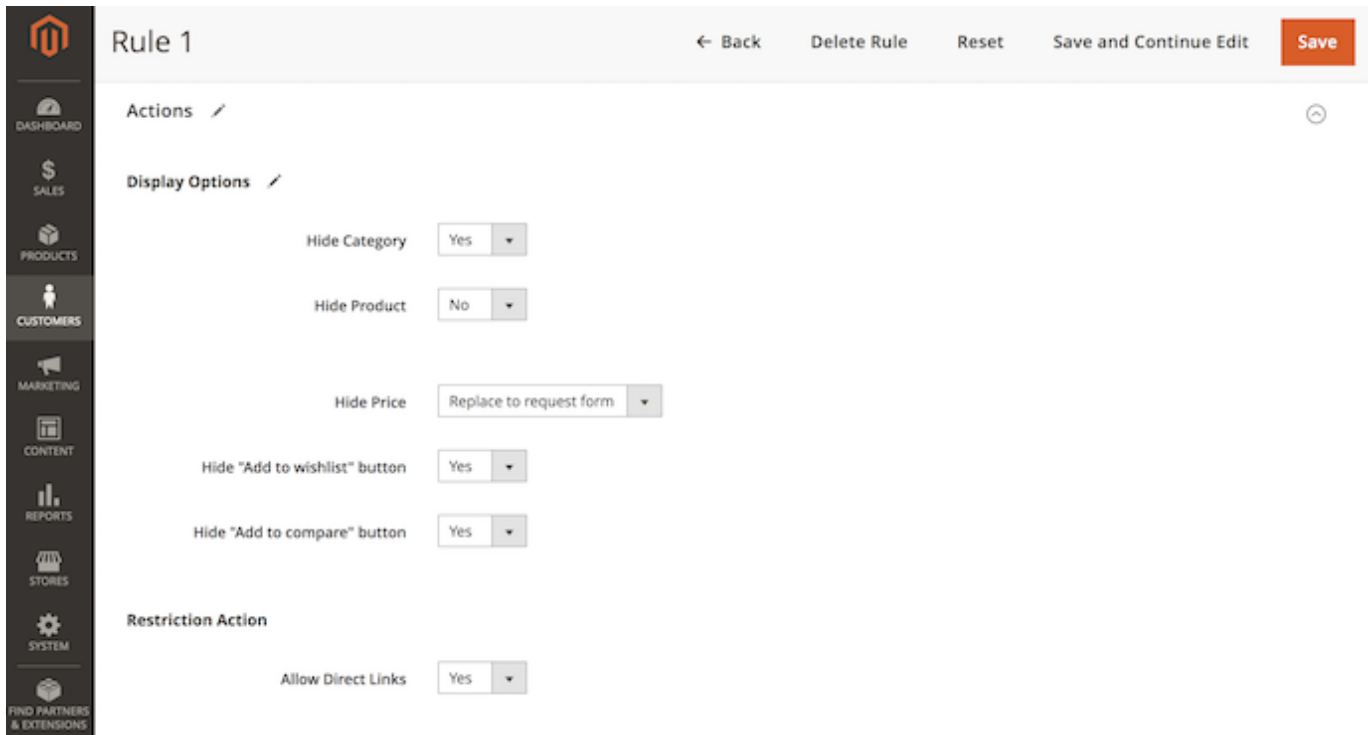 Rule 1
← Back
Delete Rule
Reset
Save and Continue Edit
Save
DASHBOARD
SALES
PRODUCTS
CUSTOMERS
MARKETING
CONTENT
REPORTS
STORES
SYSTEM
FIND PARTNERS
& EXTENSIONS
Actions
Display Options
Hide Category Yes
Hide Product No
Hide Price Replace to request form
Hide "Add to wishlist" button Yes
Hide "Add to compare" button Yes
Restriction Action
Allow Direct Links Yes